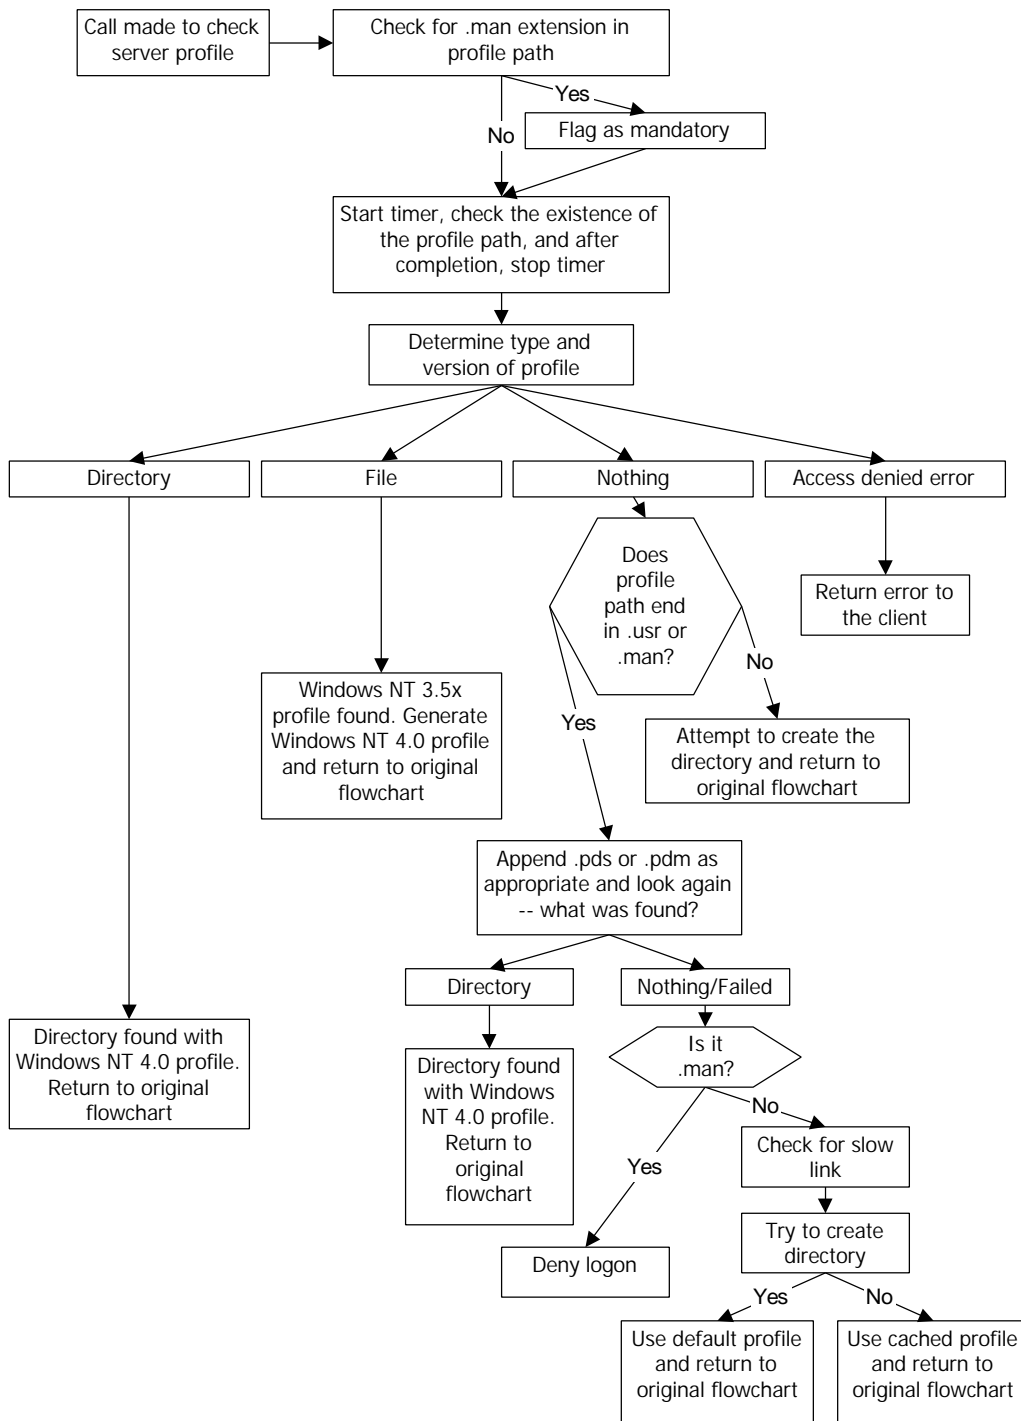 Call made to check
server profile
Check for .man extension in
profile path
Yes
Flag as mandatory
No
Start timer, check the existence of
the profile path, and after
completion, stop timer
Determine type and
version of profile
Directory
File
Nothing
Access denied error
Does
profile
path end
in .usr or
.man?
Return error to
the client
No
Yes
Windows NT 3.5x
profile found. Generate
Windows NT 4.0 profile
and return to original
flowchart
Attempt to create the
directory and return to
original flowchart
Append .pds or .pdm as
appropriate and look again
-- what was found?
Directory
Nothing/Failed
Directory found with
Windows NT 4.0 profile.
Return to original
flowchart
Directory found
with Windows
NT 4.0 profile.
Return to
original
flowchart
Is it
.man?
No
Yes
Check for slow
link
Try to create
directory
Deny logon
Yes
No
Use default profile
and return to
original flowchart
Use cached profile
and return to
original flowchart